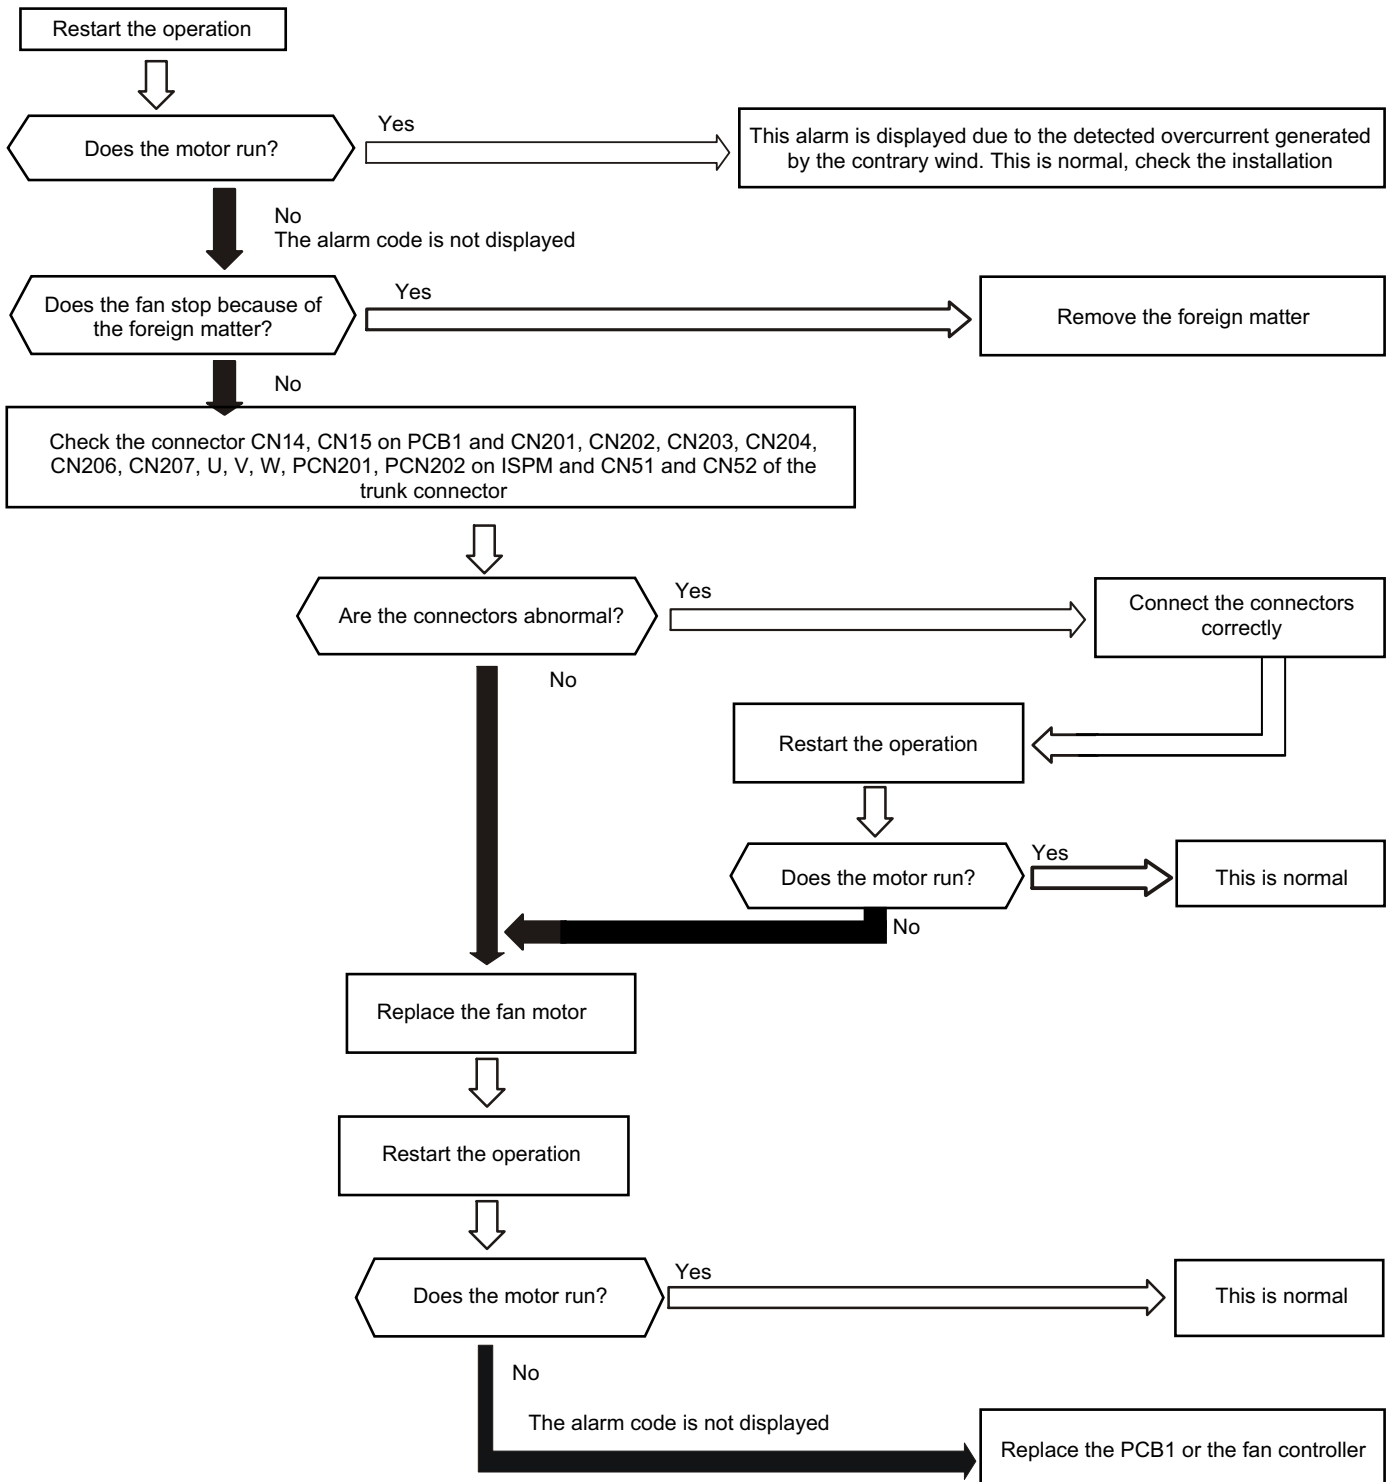 Restart the operation
Does the motor run?
Yes
This alarm is displayed due to the detected overcurrent generated
by the contrary wind. This is normal, check the installation
No
The alarm code is not displayed
Does the fan stop because of
the foreign matter?
Yes
Remove the foreign matter
No
Check the connector CN14, CN15 on PCB1 and CN201, CN202, CN203, CN204,
CN206, CN207, U, V, W, PCN201, PCN202 on ISPM and CN51 and CN52 of the
trunk connector
Are the connectors abnormal?
Yes
Connect the connectors
correctly
No
Restart the operation
Does the motor run?
Yes
This is normal
No
Replace the fan motor
Restart the operation
Does the motor run?
Yes
This is normal
No
The alarm code is not displayed
Replace the PCB1 or the fan controller